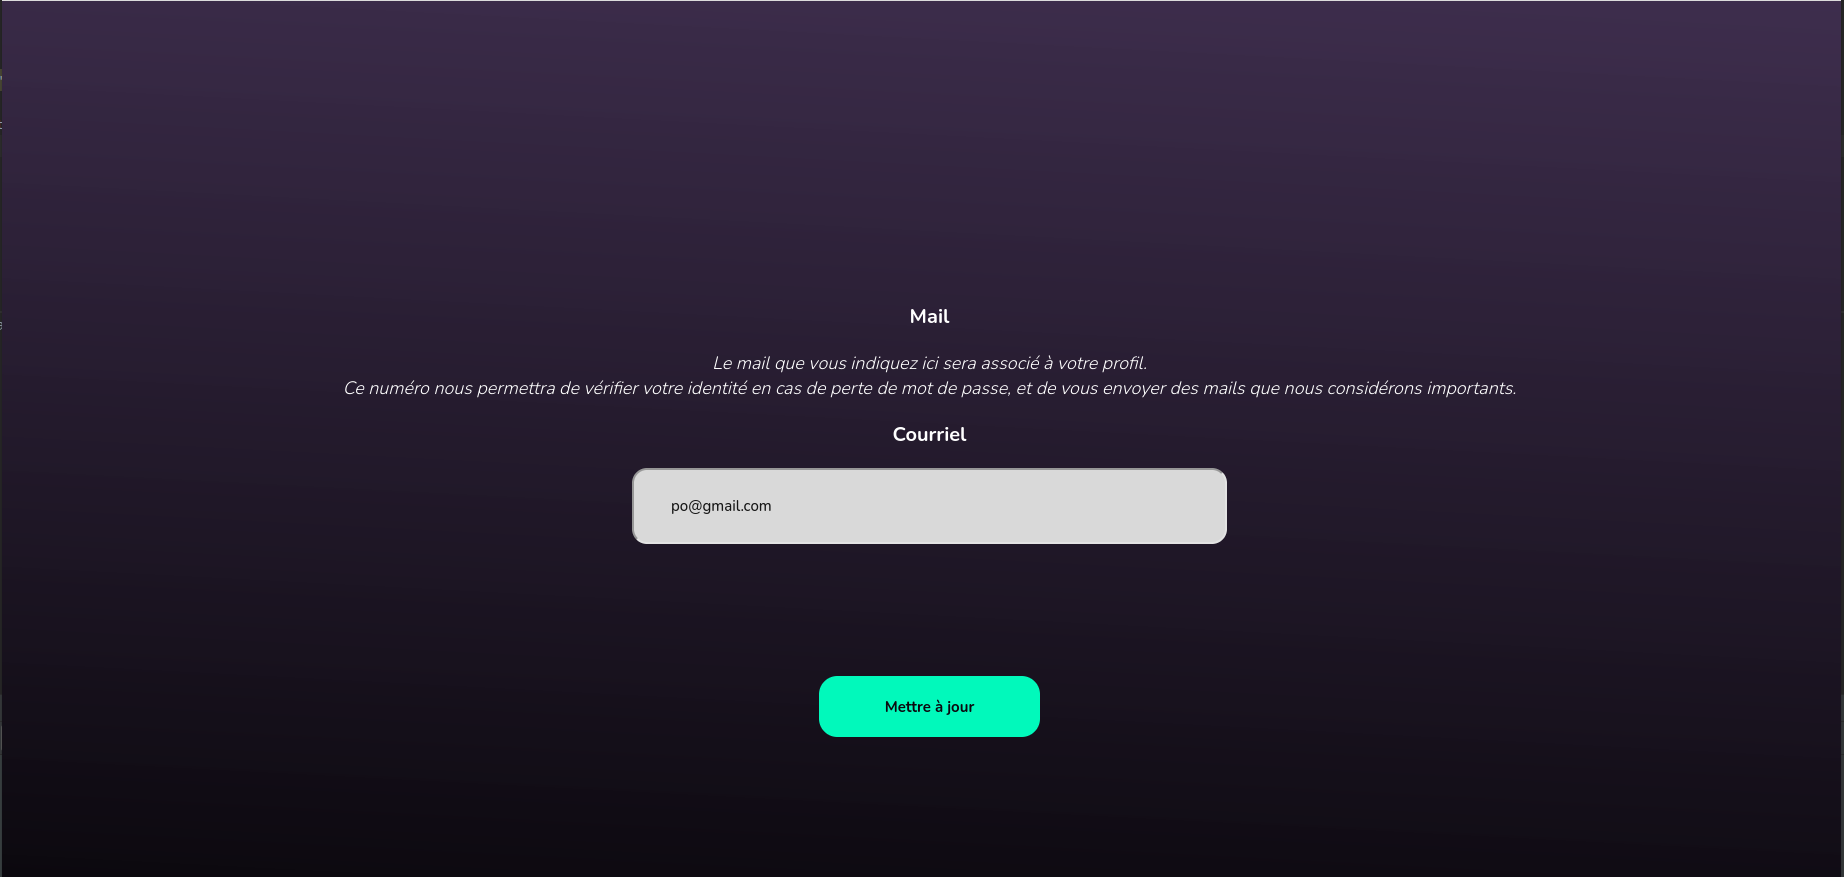 Mail
Le mail que vous indiquez ici sera associé à votre profil.
Ce numéro nous permettra de vérifier votre identité en cas de perte de mot de passe, et de vous envoyer des mails que nous considérons importants.
Courriel
po@gmail.com
Mettre à jour